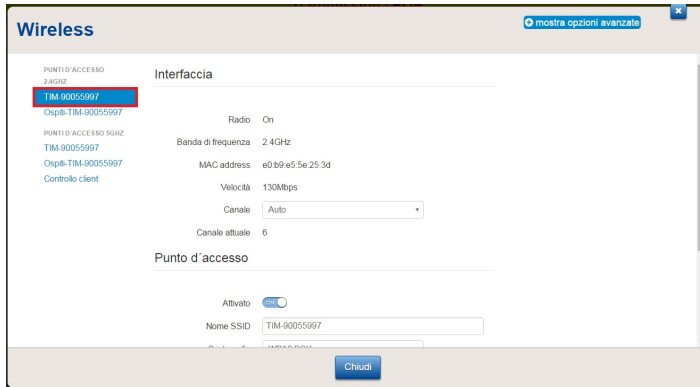 Wireless
mostra opzioni avanzate
PUNTI D'ACCESSO
2.4GHZ
TIM-90055997
Ospiti-TIM-90055997
PUNTI D'ACCESSO 5GHZ
TIM-90055997
Ospiti-TIM-90055997
Controllo client
Interfaccia
Radio On
Banda di frequenza 2.4GHz
MAC address e0:b9:e5:5e:25:3d
Velocità 130Mbps
Canale Auto
Canale attuale 6
Punto d´accesso
Attivato ON
Nome SSID TIM-90055997
Chiudi